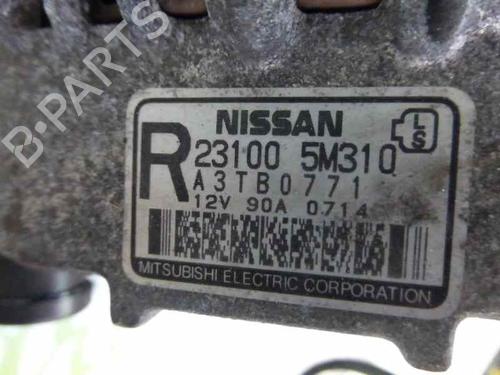 NISSAN
L
S
R
23100 5M310
A3TB0771
12V 90A 0714
MITSUBISHI ELECTRIC CORPORATION
B-PARTS